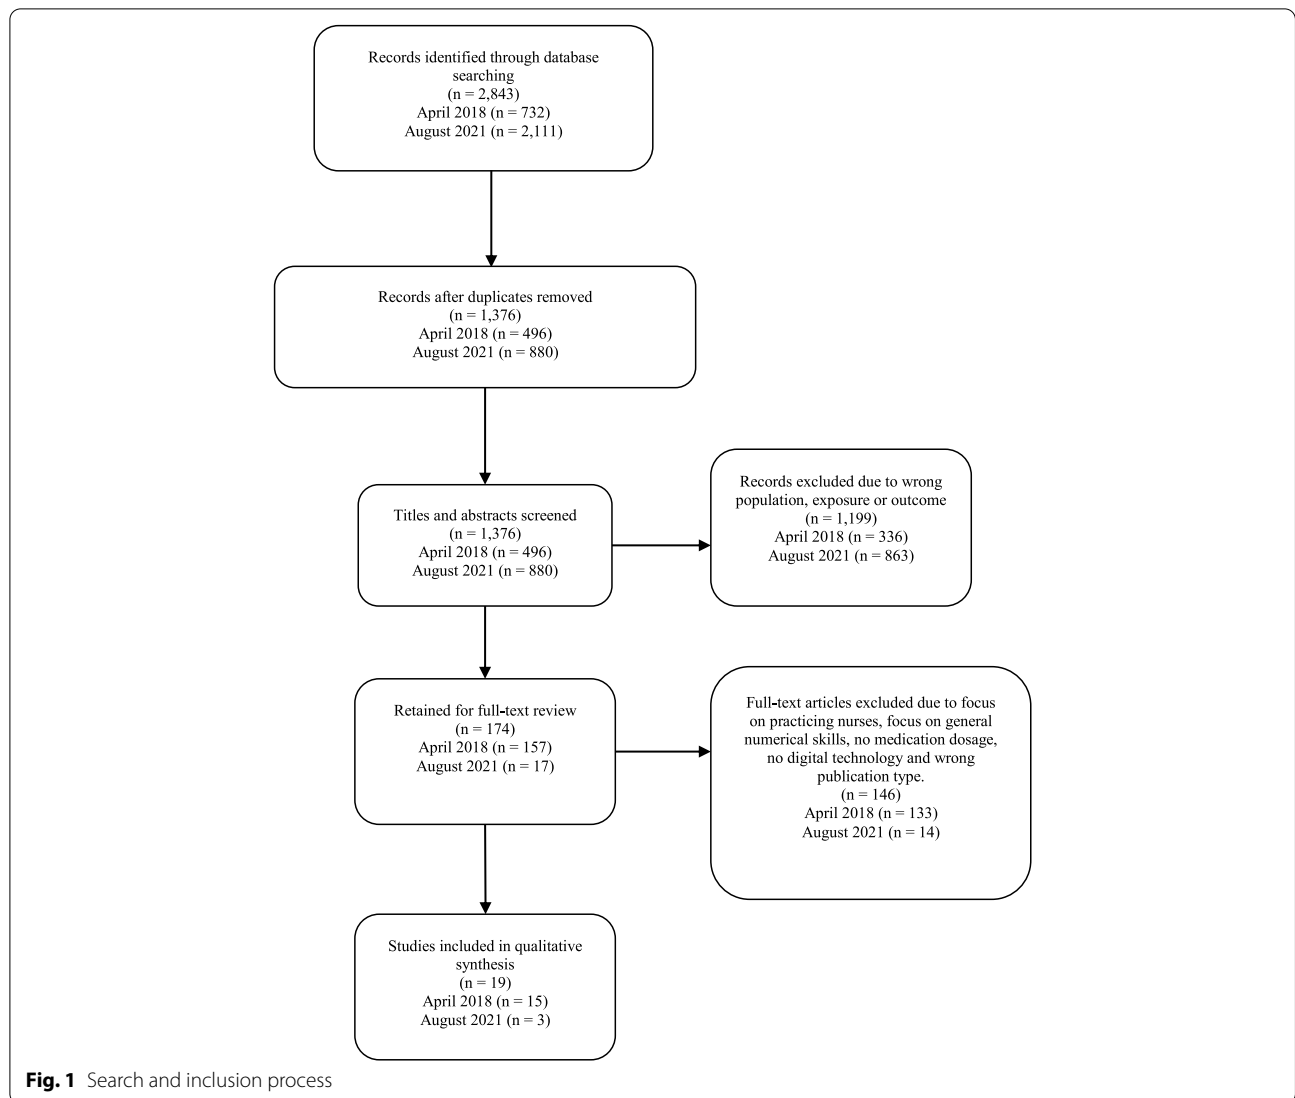 Records identified through database
searching
(n = 2,843)
April 2018 (n = 732)
August 2021 (n = 2,111)
Records after duplicates removed
(n = 1,376)
April 2018 (n = 496)
August 2021 (n = 880)
Titles and abstracts screened
(n = 1,376)
April 2018 (n = 496)
August 2021 (n = 880)
Records excluded due to wrong
population, exposure or outcome
(n = 1,199)
April 2018 (n = 336)
August 2021 (n = 863)
Retained for full-text review
(n = 174)
April 2018 (n = 157)
August 2021 (n = 17)
Full-text articles excluded due to focus
on practicing nurses, focus on general
numerical skills, no medication dosage,
no digital technology and wrong
publication type.
(n = 146)
April 2018 (n = 133)
August 2021 (n = 14)
Studies included in qualitative
synthesis
(n = 19)
April 2018 (n = 15)
August 2021 (n = 3)
Fig. 1 Search and inclusion process